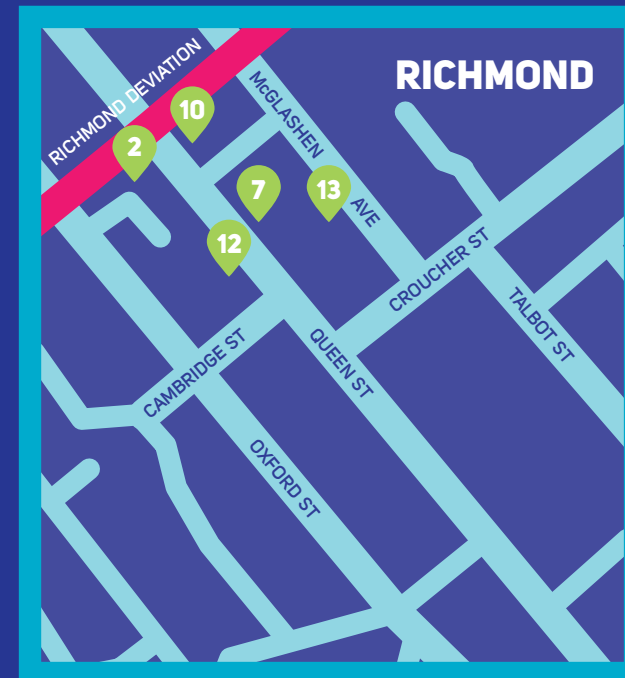 RICHMOND
RICHMOND DEVIATION
10
2
McGLASHEN AVE
7
13
12
CROUCHER ST
TALBOT ST
QUEEN ST
CAMBRIDGE ST
OXFORD ST